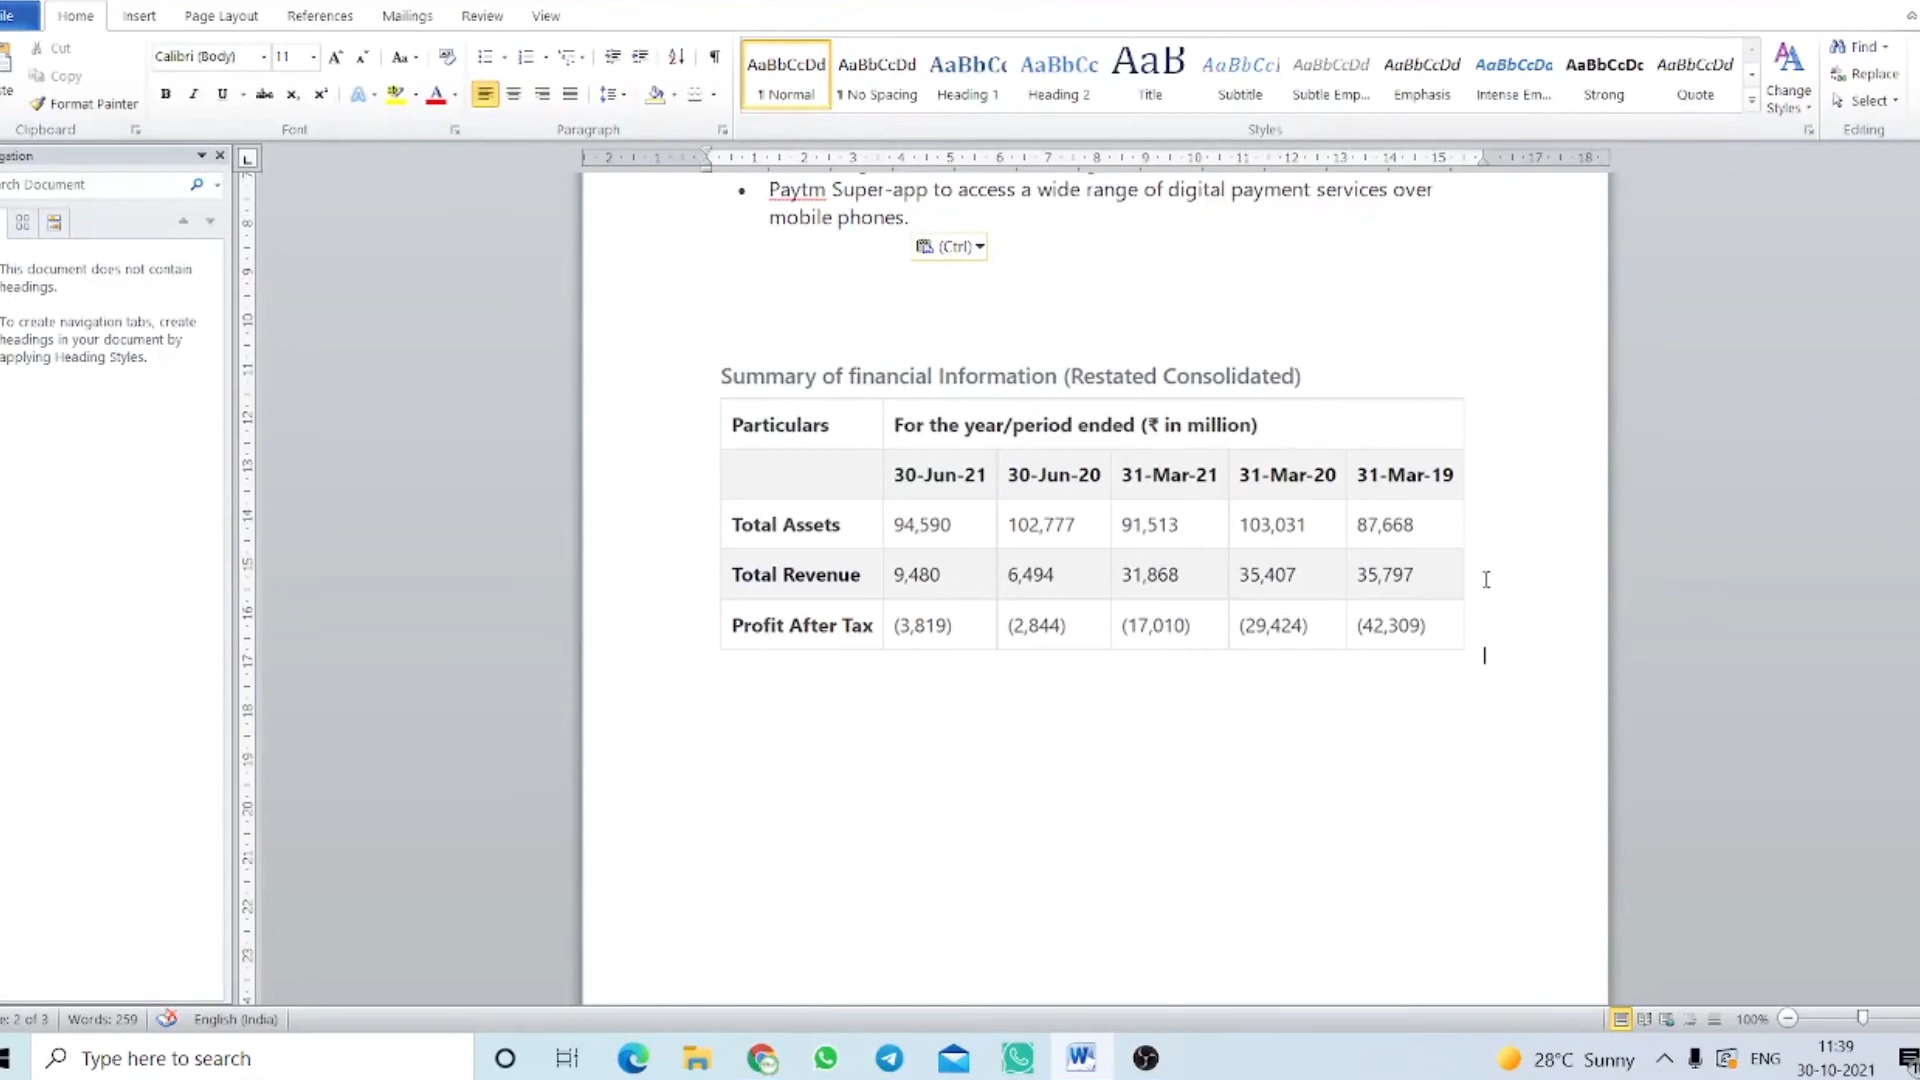 Home Insert Page Layout References Mailings Review View
Cut
Copy
Format Painter
Clipboard
Calibri (Body) 11
Font
Paragraph
AaBbCcDd AaBbCcDd AaBbCc AaBbCc AaB AaBbCcI AaBbCcDd AaBbCcDd AaBbCcDa AaBbCcDc AaBbCcDd
¶ Normal ¶ No Spacing Heading 1 Heading 2 Title Subtitle Subtle Emp... Emphasis Intense Em... Strong Quote
Change
Styles
Styles
Find
Replace
Select
Editing
This document does not contain
headings.
To create navigation tabs, create
headings in your document by
applying Heading Styles.
• Paytm Super-app to access a wide range of digital payment services over
mobile phones.
(Ctrl)
Summary of financial Information (Restated Consolidated)
Particulars For the year/period ended (₹ in million)
30-Jun-21 30-Jun-20 31-Mar-21 31-Mar-20 31-Mar-19
Total Assets 94,590 102,777 91,513 103,031 87,668
Total Revenue 9,480 6,494 31,868 35,407 35,797
Profit After Tax (3,819) (2,844) (17,010) (29,424) (42,309)
e: 2 of 3 Words: 259 English (India) 100%
Type here to search
28°C Sunny ENG 11:39
30-10-2021